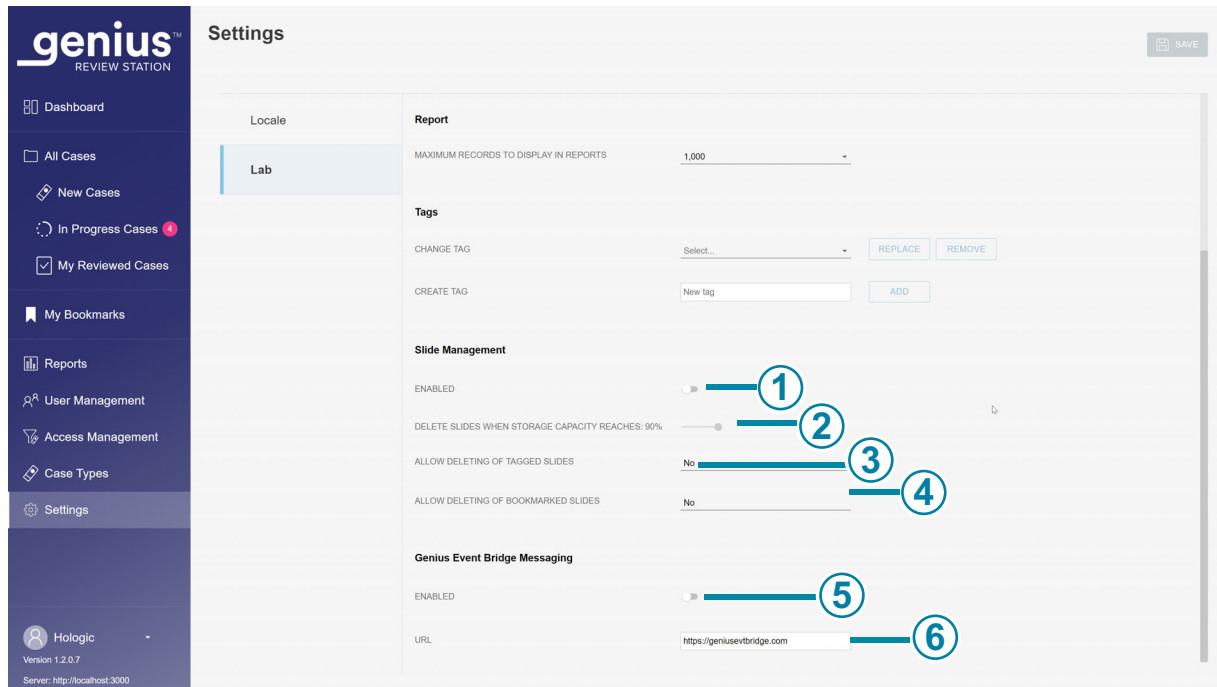 genius™
REVIEW STATION
Dashboard
All Cases
New Cases
In Progress Cases 4
My Reviewed Cases
My Bookmarks
Reports
User Management
Access Management
Case Types
Settings
Hologic
Version 1.2.0.7
Server: http://localhost:3000
Settings
SAVE
Locale
Lab
Report
MAXIMUM RECORDS TO DISPLAY IN REPORTS 1,000
Tags
CHANGE TAG Select... REPLACE REMOVE
CREATE TAG New tag ADD
Slide Management
ENABLED 1
DELETE SLIDES WHEN STORAGE CAPACITY REACHES: 90% 2
ALLOW DELETING OF TAGGED SLIDES No 3
ALLOW DELETING OF BOOKMARKED SLIDES No 4
Genius Event Bridge Messaging
ENABLED 5
URL https://geniusevtbridge.com 6